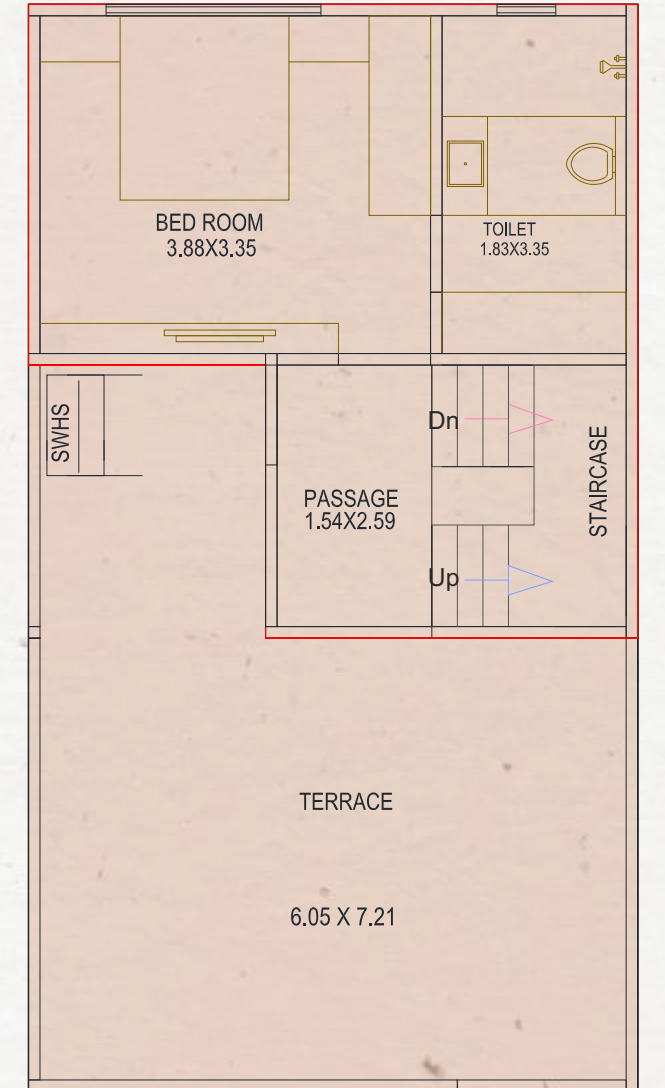 BED ROOM
3.88X3.35
TOILET
1.83X3.35
SWHS
Dn
STAIRCASE
PASSAGE
1.54X2.59
Up
TERRACE
6.05 X 7.21